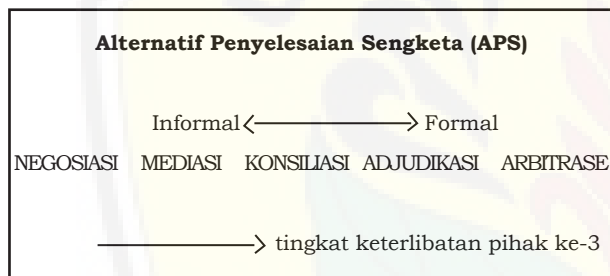 Alternatif Penyelesaian Sengketa (APS)
Informal Formal
NEGOSIASI MEDIASI KONSILIASI ADJUDIKASI ARBITRASE
tingkat keterlibatan pihak ke-3